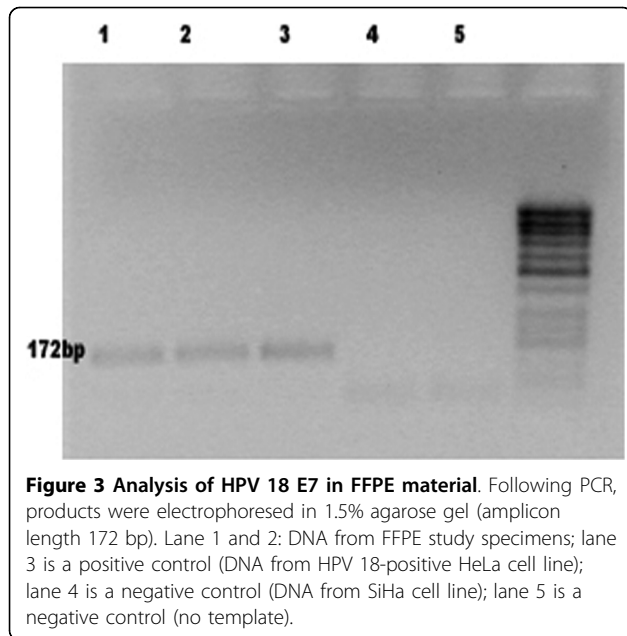 1 2 3 4 5
172bp
Figure 3 Analysis of HPV 18 E7 in FFPE material. Following PCR,
products were electrophoresed in 1.5% agarose gel (amplicon
length 172 bp). Lane 1 and 2: DNA from FFPE study specimens; lane
3 is a positive control (DNA from HPV 18-positive HeLa cell line);
lane 4 is a negative control (DNA from SiHa cell line); lane 5 is a
negative control (no template).